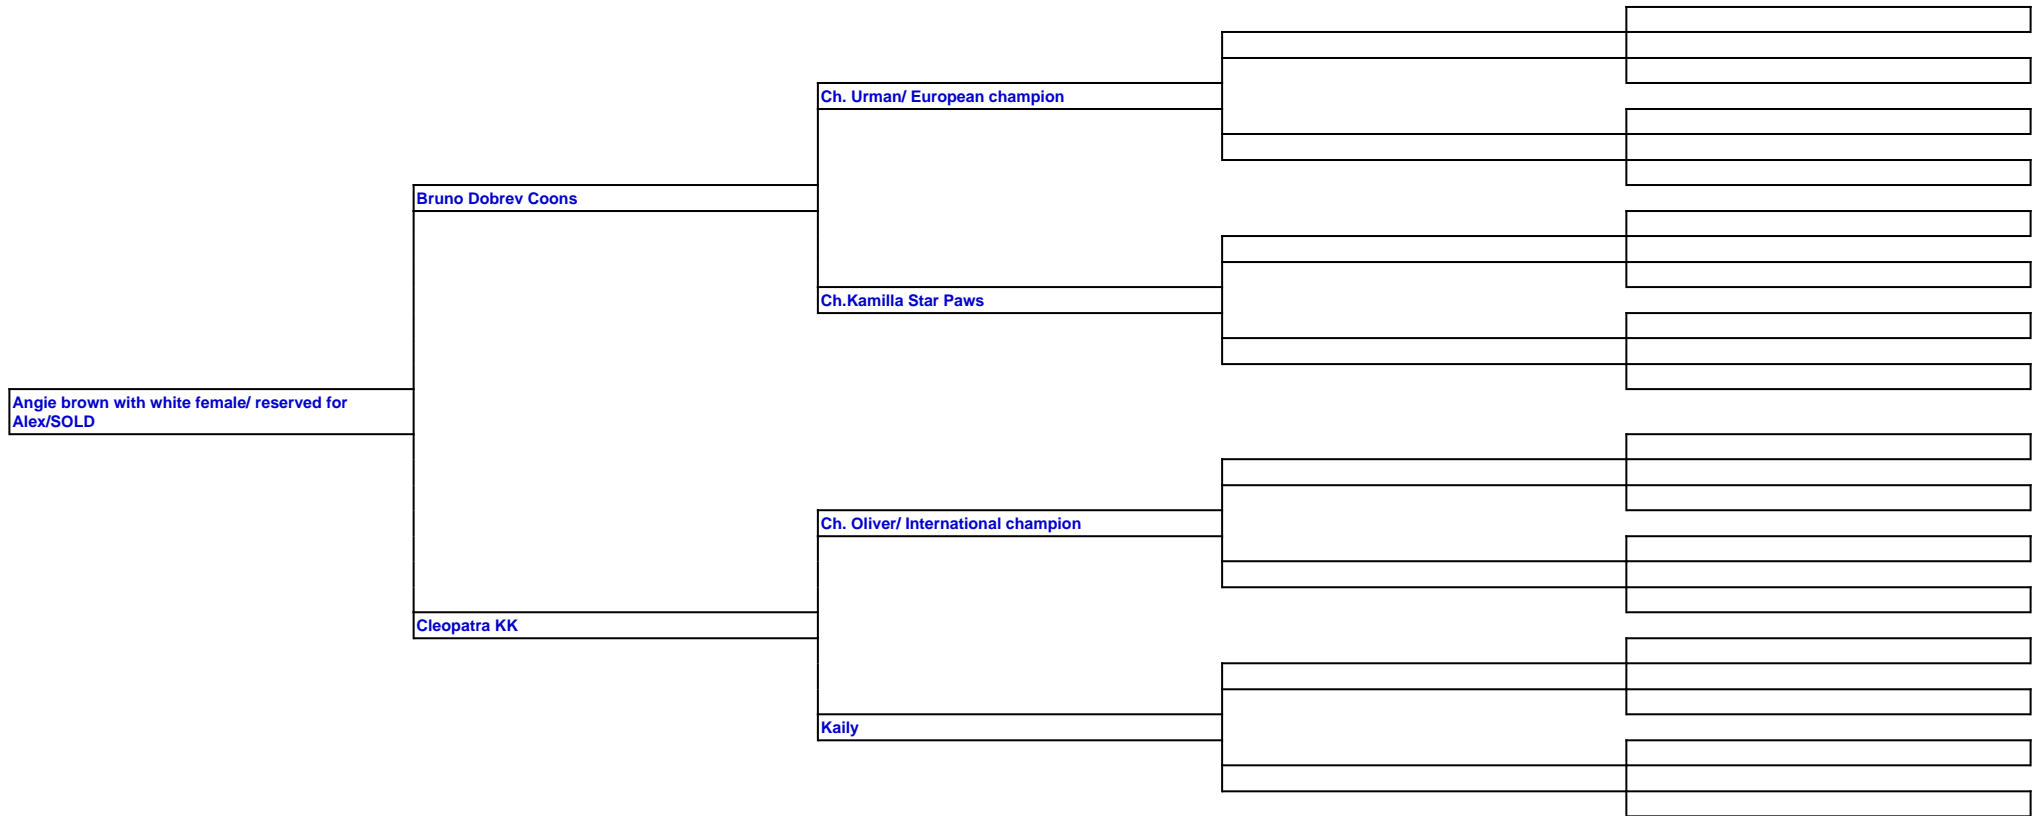 Ch. Urman/ European champion
Bruno Dobrev Coons
Ch.Kamilla Star Paws
Angie brown with white female/ reserved for
Alex/SOLD
Ch. Oliver/ International champion
Cleopatra KK
Kaily